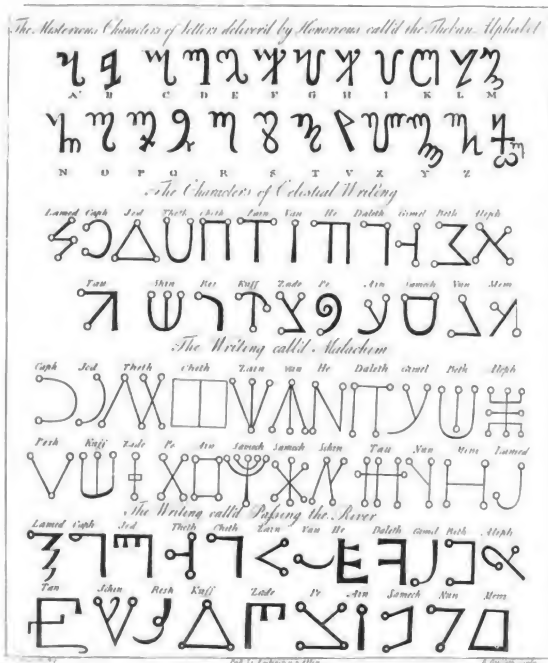 The Mysterious Characters of Letters deliver'd by Honorious call'd the Theban Alphabet
A B C D E F G H I K L M
N O P Q R S T V X Y Z
The Characters of Celestial Writing
Lamed Caph Jod Theth Cheth Zain Vau He Daleth Gimel Beth Aleph
Tau Shin Res Kuff Zade Pe Ain Samech Nun Mem
The Writing call'd Malachim
Caph Jod Theth Cheth Zain Vau He Daleth Gimel Beth Aleph
Resh Kuff Zade Pe Ain Samech Samech Schin Tau Nun Mem Lamed
The Writing call'd Passing the River
Lamed Caph Jod Theth Cheth Zain Vau He Daleth Gimel Beth Aleph
Tau Schin Resh Kuff Zade Pe Ain Samech Nun Mem